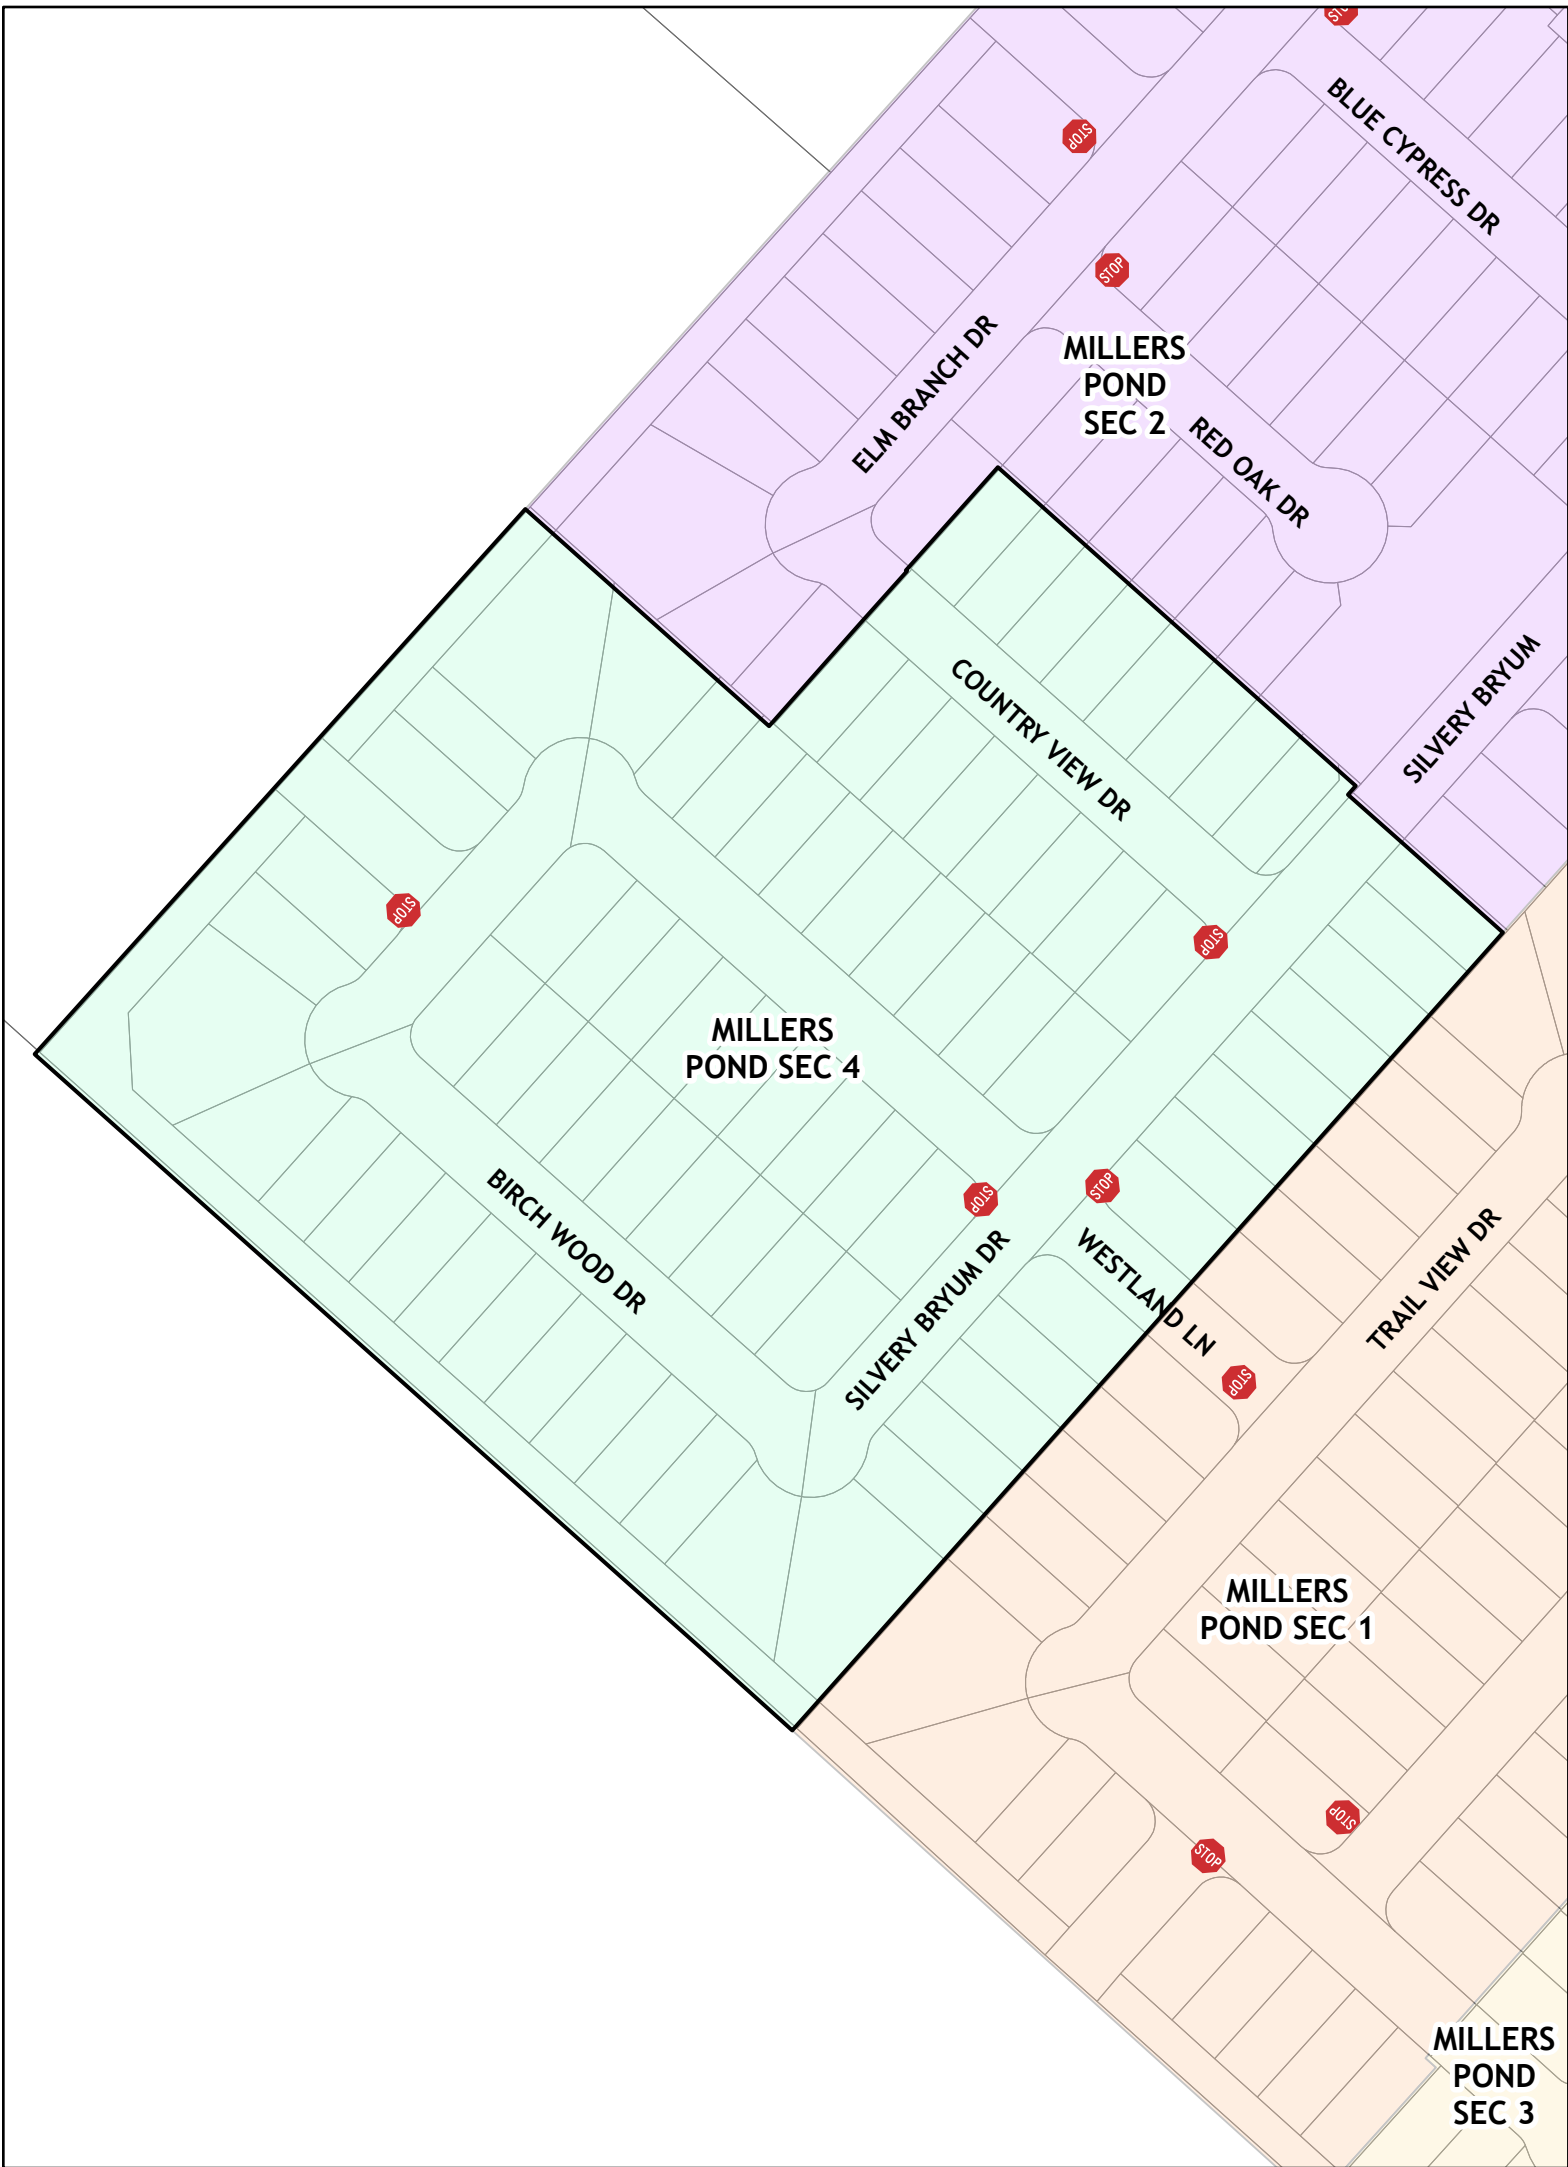 STOP
STOP
BLUE CYPRESS DR
STOP
ELM BRANCH DR
MILLERS
POND
SEC 2
RED OAK DR
SILVERY BRYUM
COUNTRY VIEW DR
STOP
STOP
MILLERS
POND SEC 4
BIRCH WOOD DR
STOP
STOP
SILVERY BRYUM DR
WESTLAND LN
TRAIL VIEW DR
STOP
MILLERS
POND SEC 1
STOP
STOP
MILLERS
POND
SEC 3